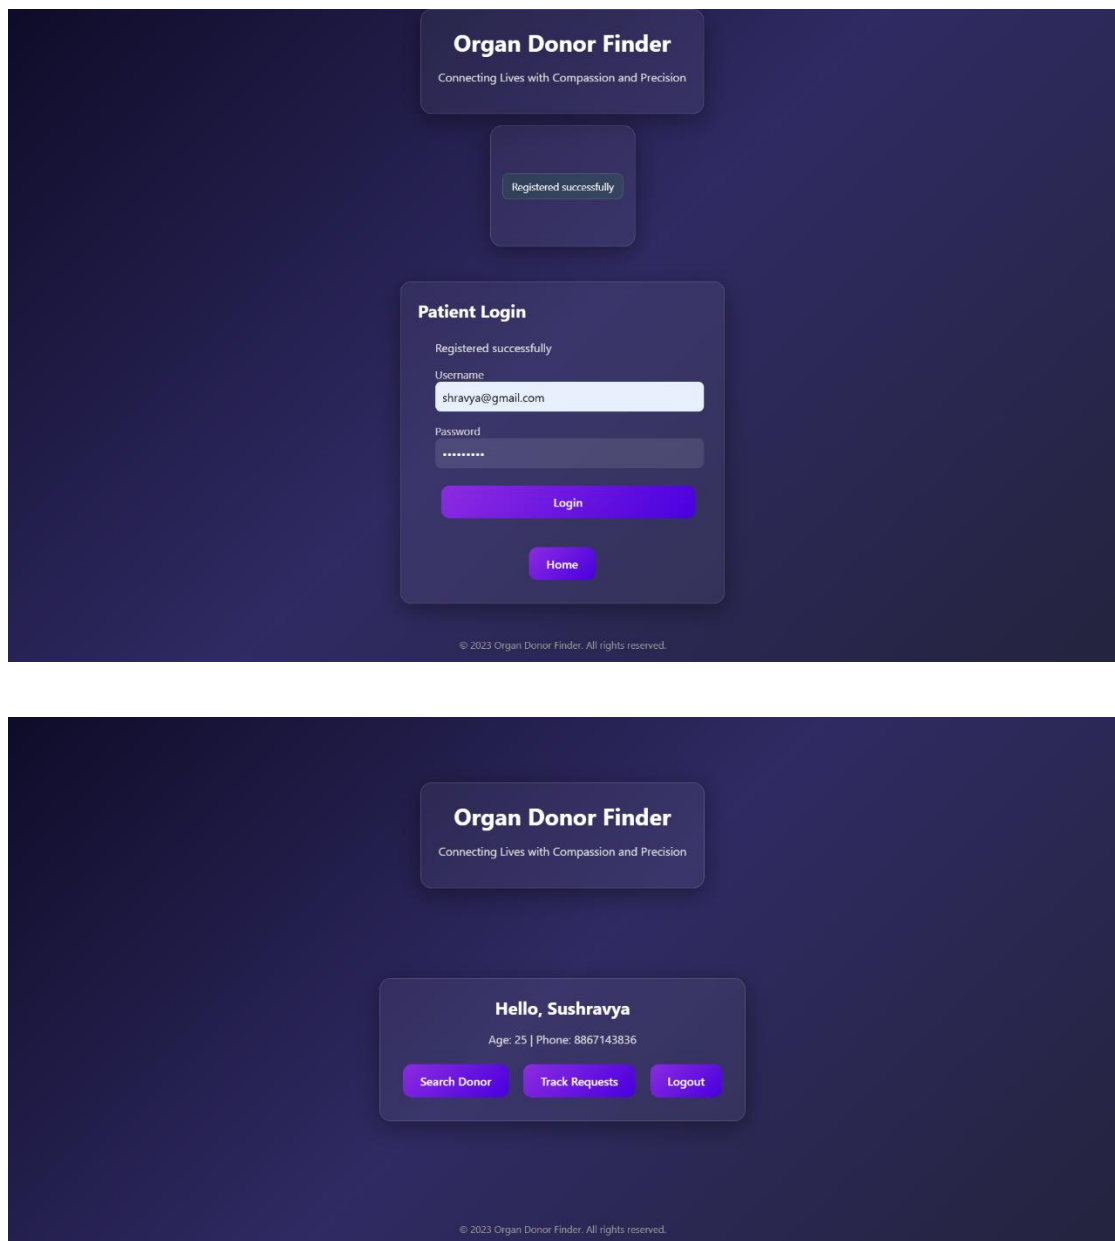 Organ Donor Finder
Connecting Lives with Compassion and Precision
Registered successfully
Patient Login
Registered successfully
Username
shravya@gmail.com
Password
•••••••••
Login
Home
© 2023 Organ Donor Finder. All rights reserved.
Organ Donor Finder
Connecting Lives with Compassion and Precision
Hello, Sushravya
Age: 25 | Phone: 8867143836
Search Donor Track Requests Logout
© 2023 Organ Donor Finder. All rights reserved.